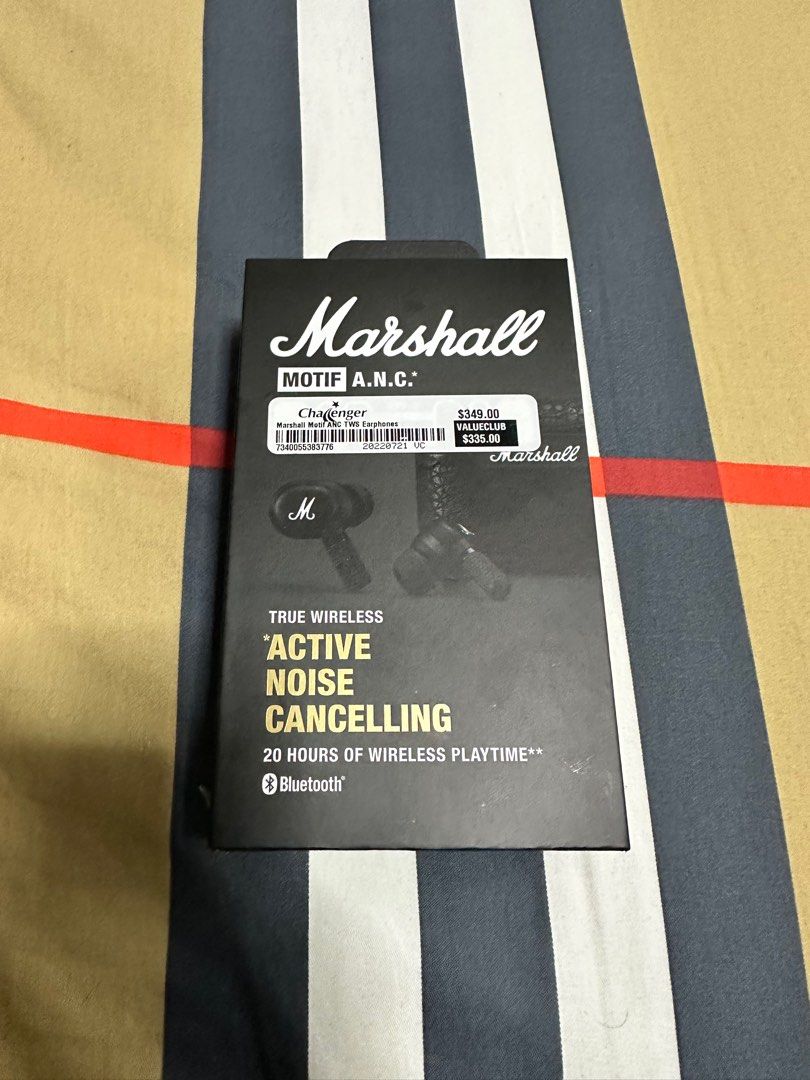 Marshall
MOTIF A.N.C.*
Challenger
$349.00
Marshall Motif ANC TWS Earphones
VALUECLUB
$335.00
7340055383776 20220721 VC
Marshall
M
TRUE WIRELESS
*ACTIVE
NOISE
CANCELLING
20 HOURS OF WIRELESS PLAYTIME**
Bluetooth®